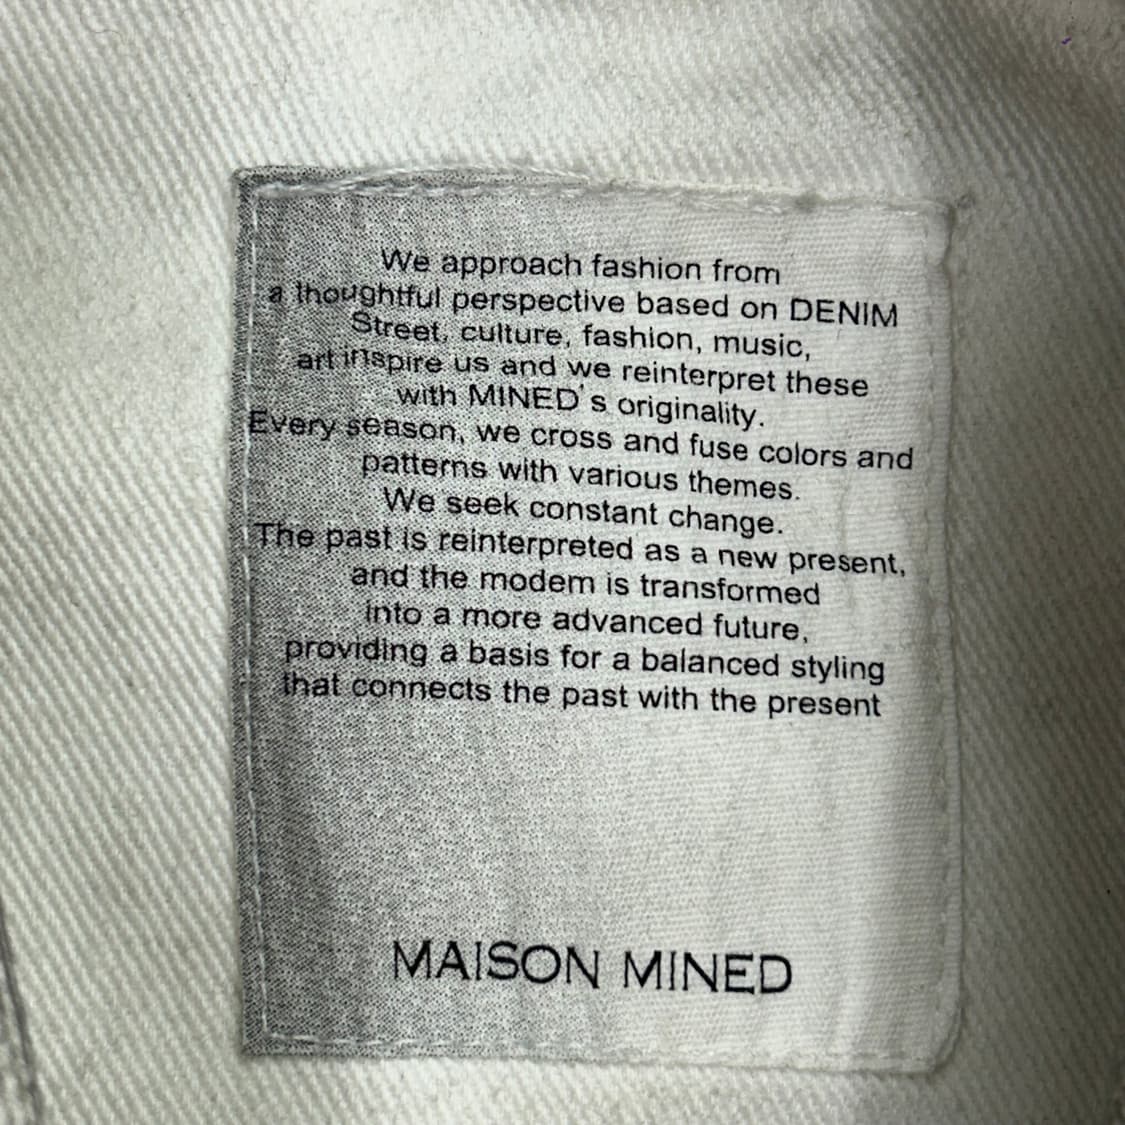 We approach fashion from
a thoughtful perspective based on DENIM
Street, culture, fashion, music,
art inspire us and we reinterpret these
with MINED's originality.
Every season, we cross and fuse colors and
patterns with various themes.
We seek constant change.
The past is reinterpreted as a new present,
and the modem is transformed
into a more advanced future,
providing a basis for a balanced styling
that connects the past with the present
MAISON MINED